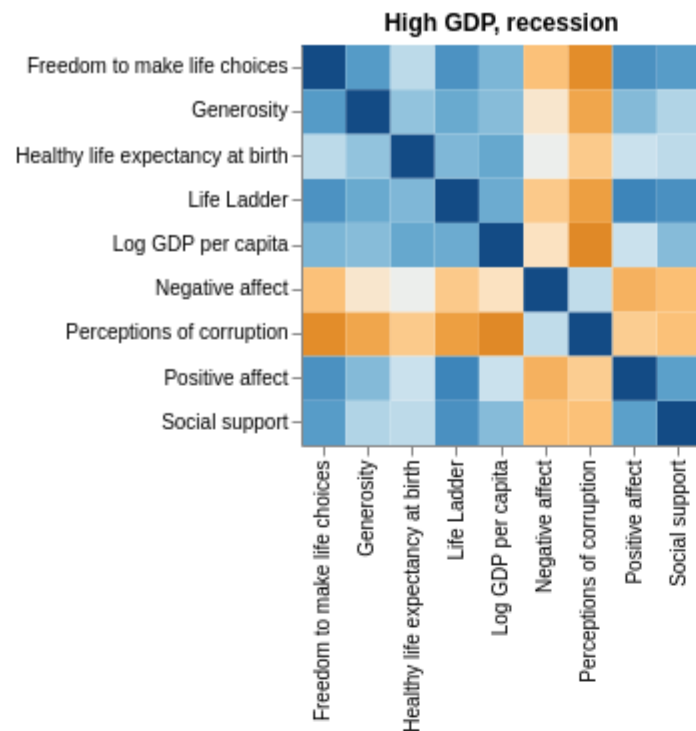 High GDP, recession
Freedom to make life choices
Generosity
Healthy life expectancy at birth
Life Ladder
Log GDP per capita
Negative affect
Perceptions of corruption
Positive affect
Social support
Freedom to make life choices
Generosity
Healthy life expectancy at birth
Life Ladder
Log GDP per capita
Negative affect
Perceptions of corruption
Positive affect
Social support